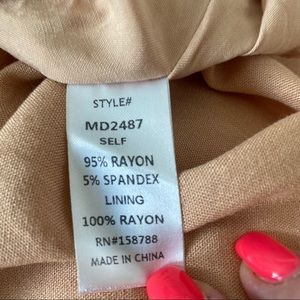 STYLE#
MD2487
SELF
95% RAYON
5% SPANDEX
LINING
100% RAYON
RN#158788
MADE IN CHINA